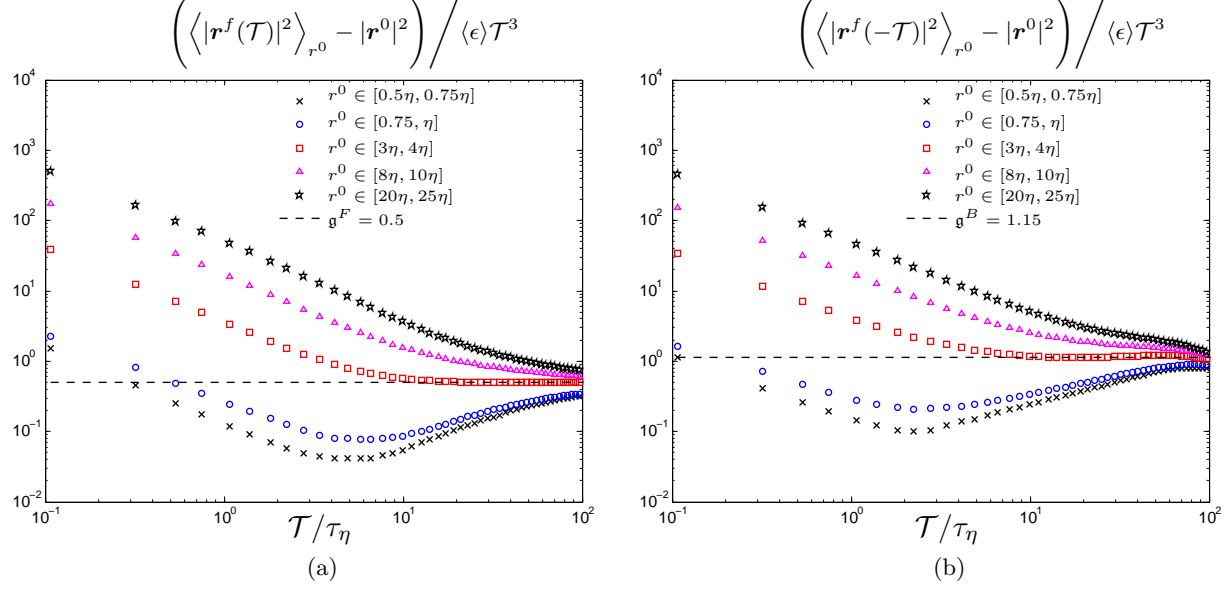 (⟨|r^f(𝒯)|²⟩_{r⁰} − |r⁰|²) / ⟨ϵ⟩𝒯³
10⁴
10³
10²
10¹
10⁰
10⁻¹
10⁻²
r⁰ ∈ [0.5η, 0.75η]
r⁰ ∈ [0.75, η]
r⁰ ∈ [3η, 4η]
r⁰ ∈ [8η, 10η]
r⁰ ∈ [20η, 25η]
𝔤^F = 0.5
10⁻¹ 10⁰ 10¹ 10²
𝒯/τ_η
(a)
(⟨|r^f(−𝒯)|²⟩_{r⁰} − |r⁰|²) / ⟨ϵ⟩𝒯³
10⁴
10³
10²
10¹
10⁰
10⁻¹
10⁻²
r⁰ ∈ [0.5η, 0.75η]
r⁰ ∈ [0.75, η]
r⁰ ∈ [3η, 4η]
r⁰ ∈ [8η, 10η]
r⁰ ∈ [20η, 25η]
𝔤^B = 1.15
10⁻¹ 10⁰ 10¹ 10²
𝒯/τ_η
(b)